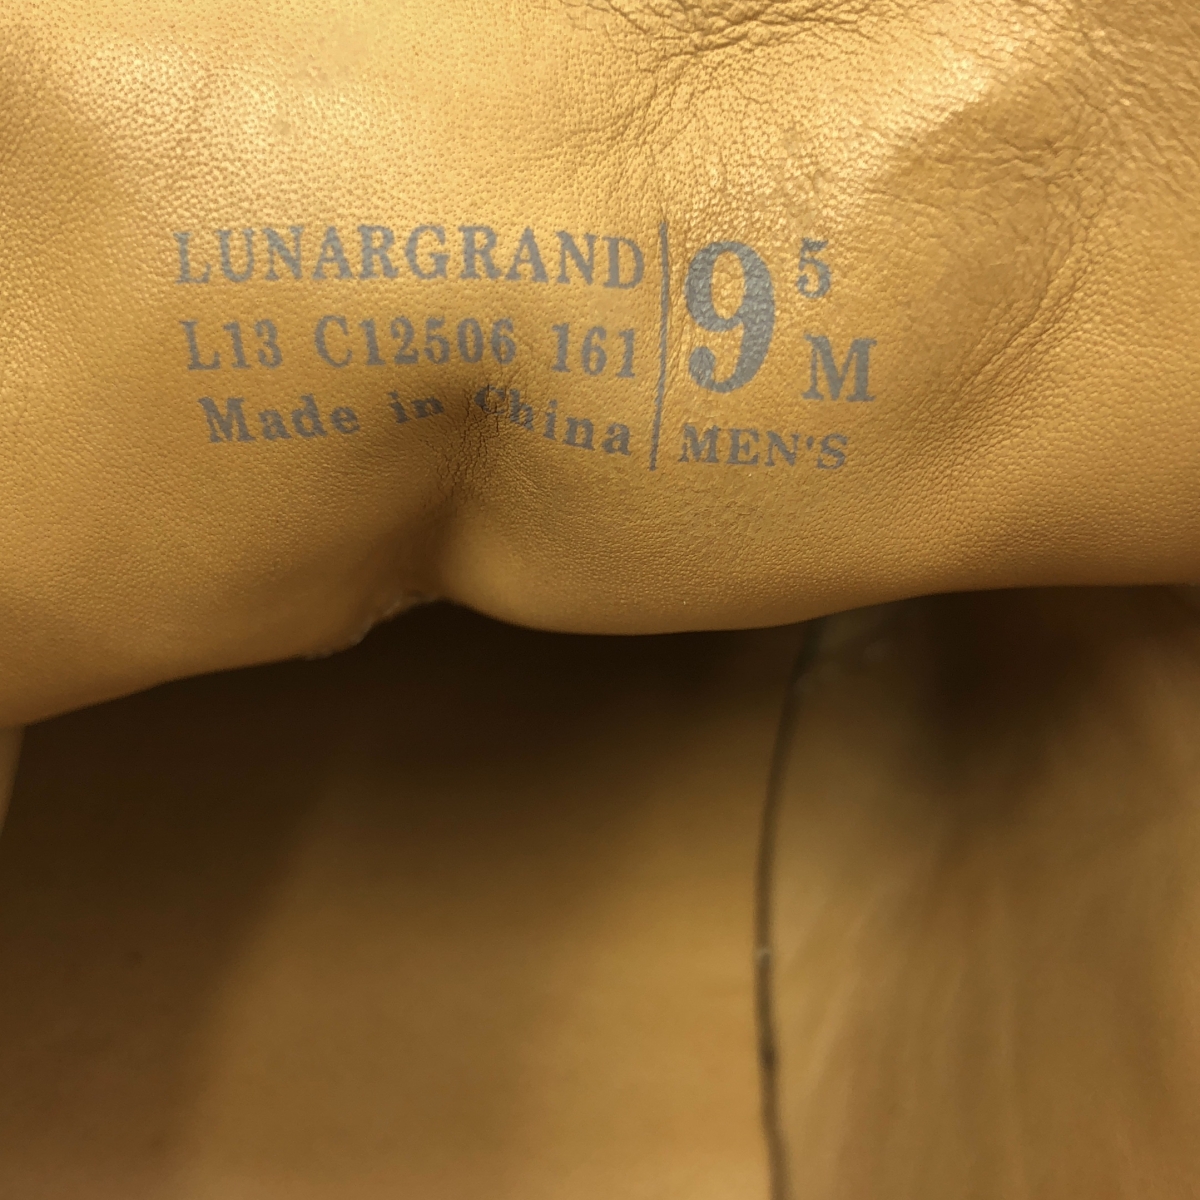 LUNARGRAND
L13 C12506 161
Made in China
9 5
M
MEN'S